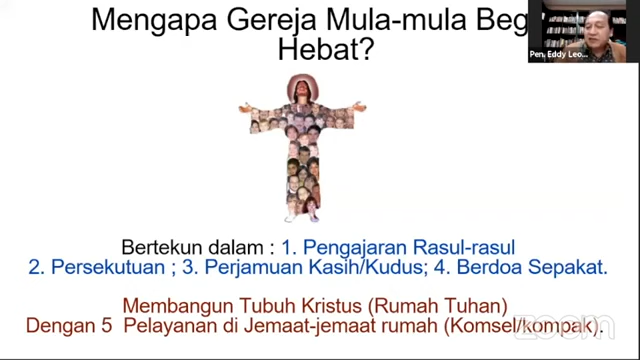 Mengapa Gereja Mula-mula Beg
Hebat?
Pen. Eddy Leo...
Bertekun dalam : 1. Pengajaran Rasul-rasul
2. Persekutuan ; 3. Perjamuan Kasih/Kudus; 4. Berdoa Sepakat.
Membangun Tubuh Kristus (Rumah Tuhan)
Dengan 5 Pelayanan di Jemaat-jemaat rumah (Komsel/kompak).
zoom